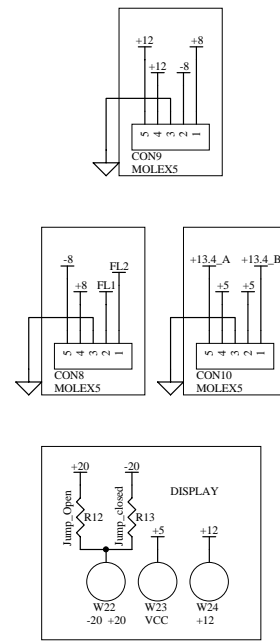 +12 +8
+12 -8
5 4 3 2 1
CON9
MOLEX5
-8 FL2
+8 FL1
5 4 3 2 1
CON8
MOLEX5
+13.4_A +13.4_B
+5 +5
5 4 3 2 1
CON10
MOLEX5
+20 -20
DISPLAY
Jump_Open R12 Jump_closed R13
+5 +12
W22 W23 W24
-20 +20 VCC +12